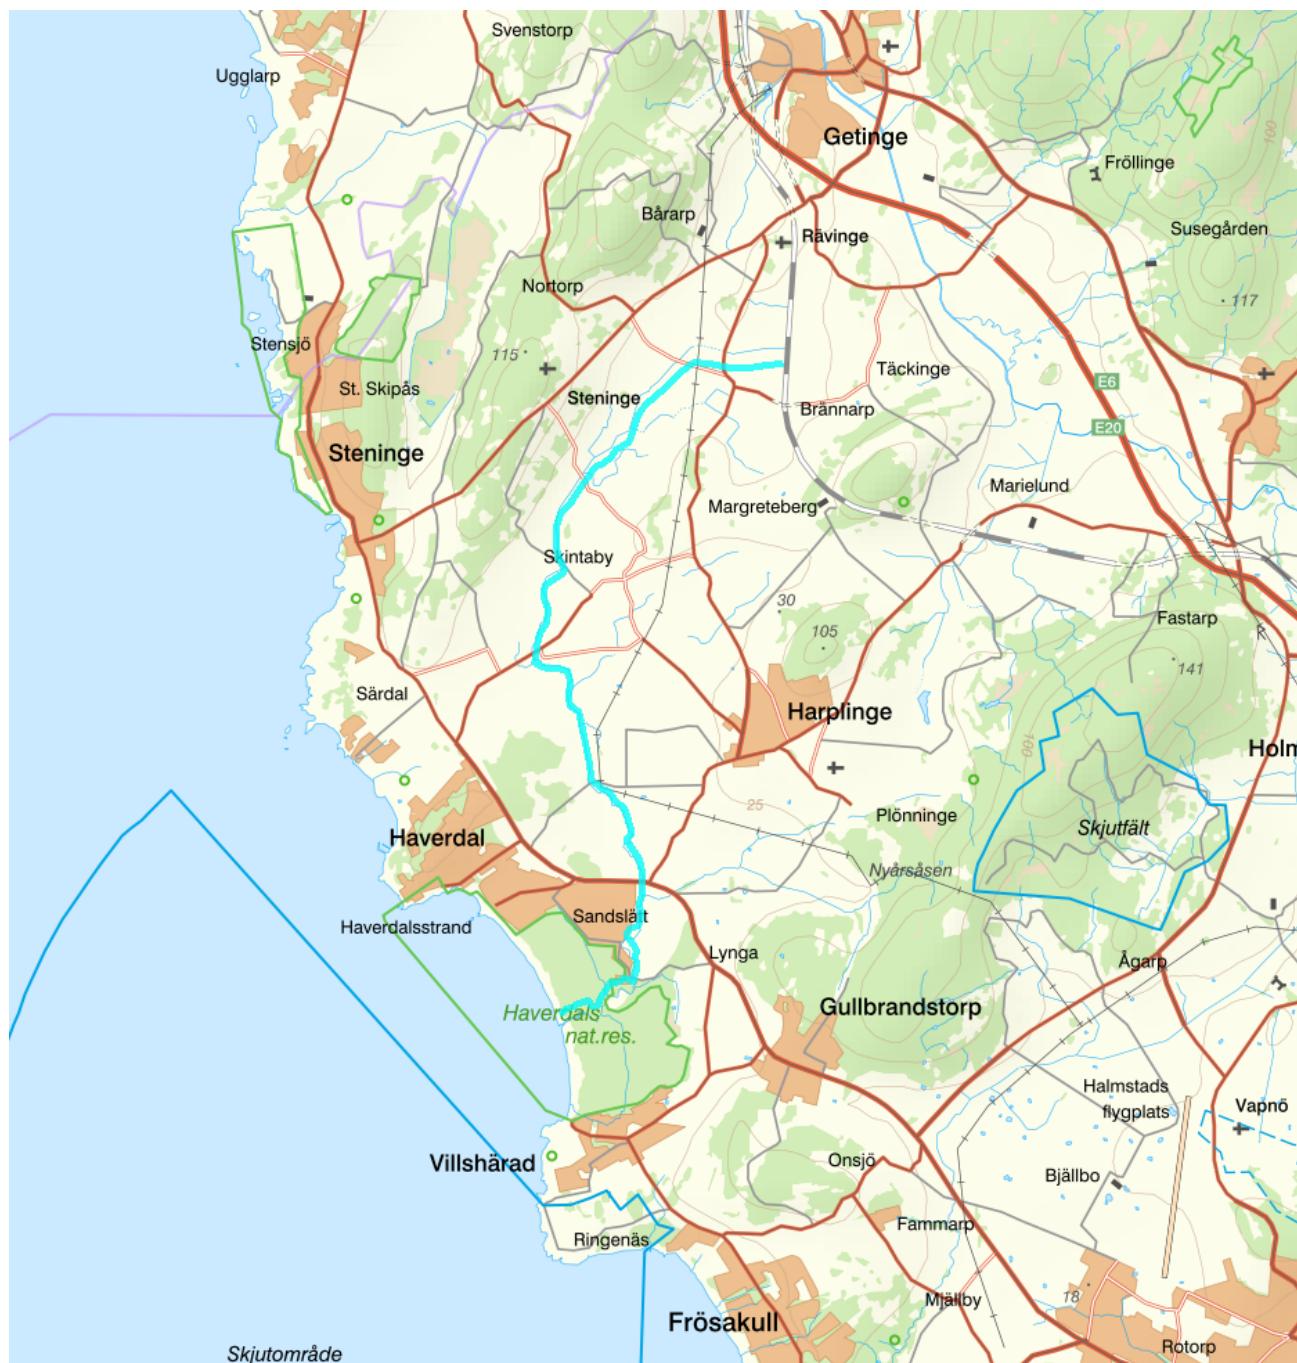 Svenstorp
Ugglarp
Getinge
100
Fröllinge
Bårarp
Rävinge
Susegården
Nortorp
117
Stensjö
115
St. Skipås
Täckinge
E6
Steninge
Brännarp
E20
Steninge
Marielund
Margreteberg
Skintaby
30
Fastarp
105
141
Särdal
Harplinge
100
Holm
25
Plönninge
Haverdal
Skjutfält
Nyårsåsen
Sandslätt
Haverdalsstrand
Lynga
Ågarp
Haverdals
nat.res.
Gullbrandstorp
Halmstads
flygplats
Vapnö
Villshärad
Onsjö
Bjällbo
Fammarp
Ringenäs
18
Mjällby
Frösakull
Rotorp
Skjutområde